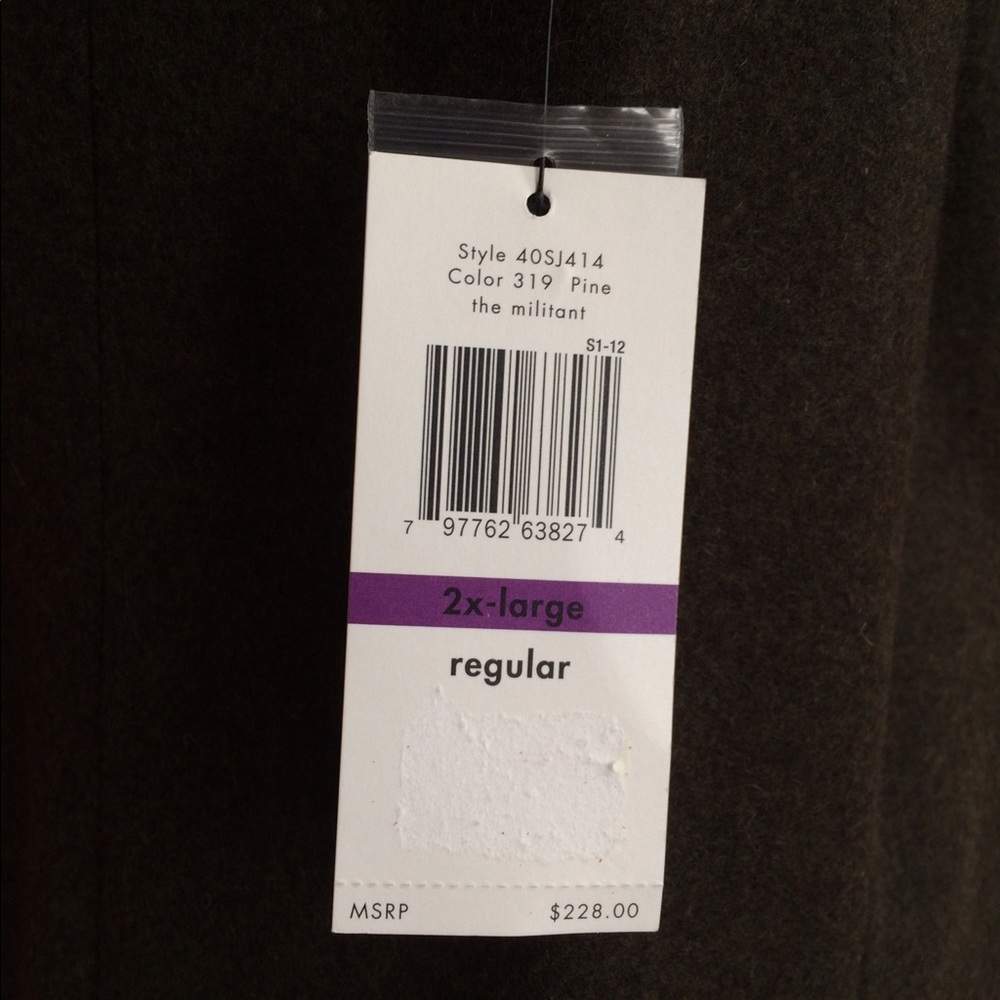 Style 40SJ414
Color 319 Pine
the militant
S1-12
7 97762 63827 4
2x-large
regular
MSRP $228.00